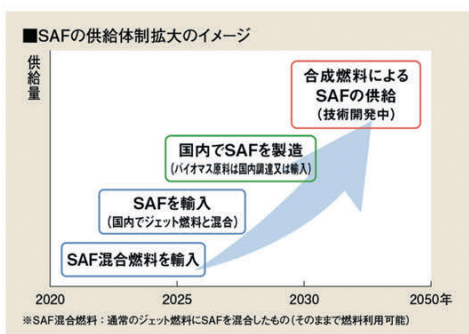 ■SAFの供給体制拡大のイメージ
供給量
合成燃料による
SAFの供給
(技術開発中)
国内でSAFを製造
(バイオマス原料は国内調達又は輸入)
SAFを輸入
(国内でジェット燃料と混合)
SAF混合燃料を輸入
2020 2025 2030 2050年
※SAF混合燃料：通常のジェット燃料にSAFを混合したもの(そのままで燃料利用可能)